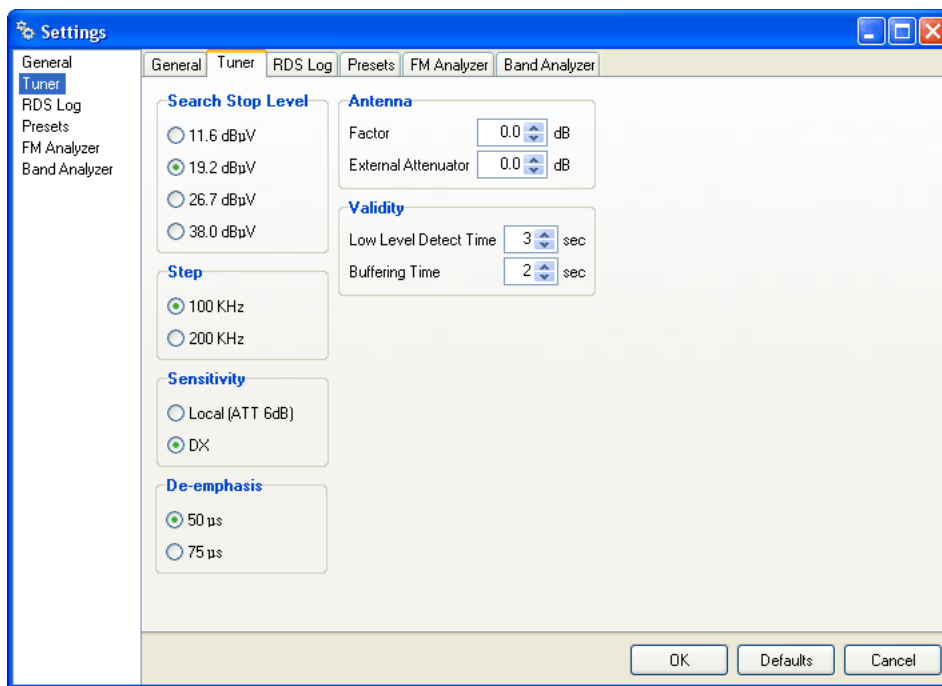 Settings
General
Tuner
RDS Log
Presets
FM Analyzer
Band Analyzer
General Tuner RDS Log Presets FM Analyzer Band Analyzer
Search Stop Level
11.6 dBµV
19.2 dBµV
26.7 dBµV
38.0 dBµV
Step
100 KHz
200 KHz
Sensitivity
Local (ATT 6dB)
DX
De-emphasis
50 µs
75 µs
Antenna
Factor 0.0 dB
External Attenuator 0.0 dB
Validity
Low Level Detect Time 3 sec
Buffering Time 2 sec
OK Defaults Cancel